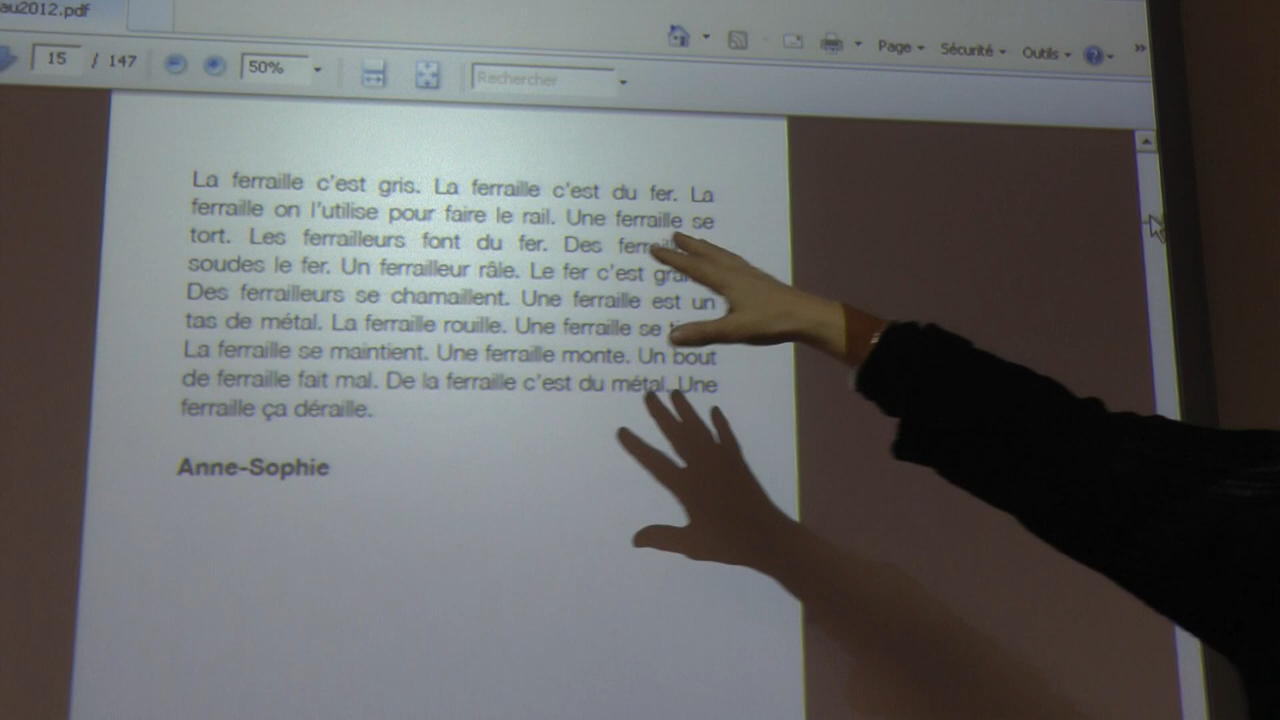 au2012.pdf
Page Sécurité Outils
15 / 147 50% Rechercher
La ferraille c'est gris. La ferraille c'est du fer. La
ferraille on l'utilise pour faire le rail. Une ferraille se
tort. Les ferrailleurs font du fer. Des
soudes le fer. Un ferrailleur râle. Le fer c'est
Des ferrailleurs se chamaillent. Une ferraille est un
tas de métal. La ferraille rouille. Une ferraille se
La ferraille se maintient. Une ferraille monte. Un bout
de ferraille fait mal. De la ferraille c'est du métal. Une
ferraille ça déraille.
Anne-Sophie